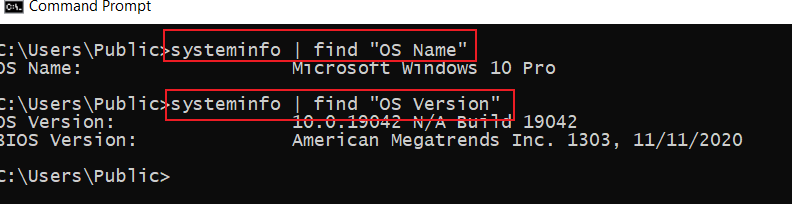 Command Prompt
C:\Users\Public>systeminfo | find "OS Name"
OS Name:                   Microsoft Windows 10 Pro
C:\Users\Public>systeminfo | find "OS Version"
OS Version:                10.0.19042 N/A Build 19042
BIOS Version:              American Megatrends Inc. 1303, 11/11/2020
C:\Users\Public>